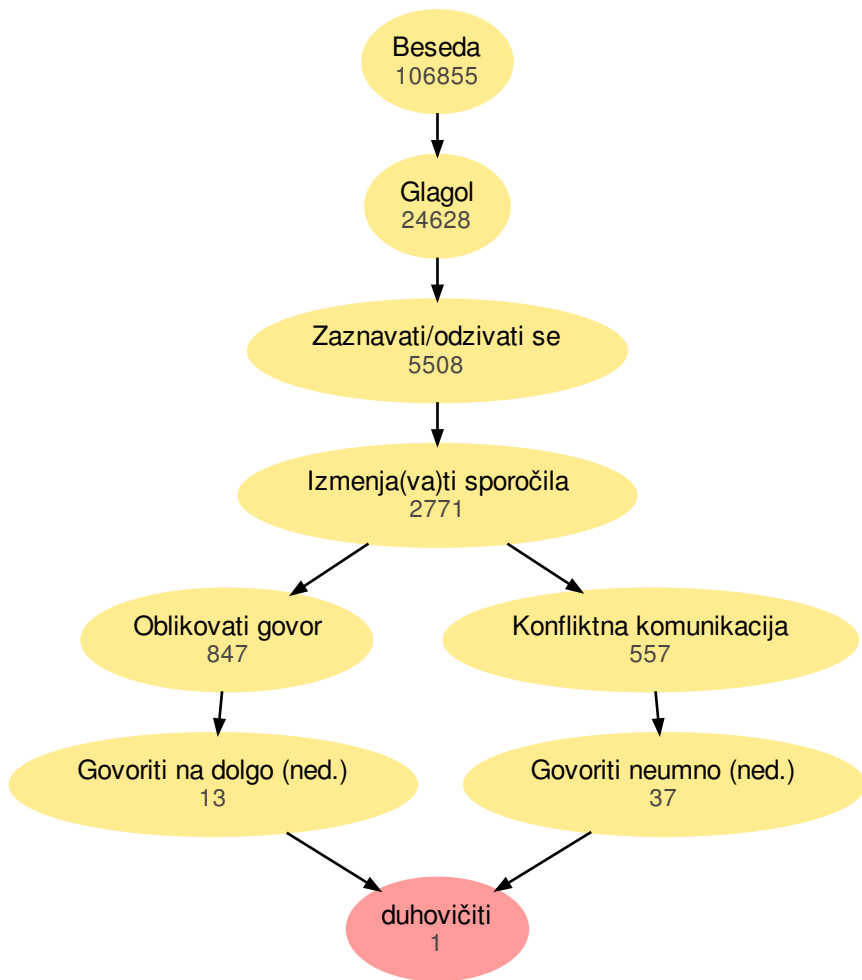 Beseda
106855
Glagol
24628
Zaznavati/odzivati se
5508
Izmenja(va)ti sporočila
2771
Oblikovati govor
847
Konfliktna komunikacija
557
Govoriti na dolgo (ned.)
13
Govoriti neumno (ned.)
37
duhovičiti
1